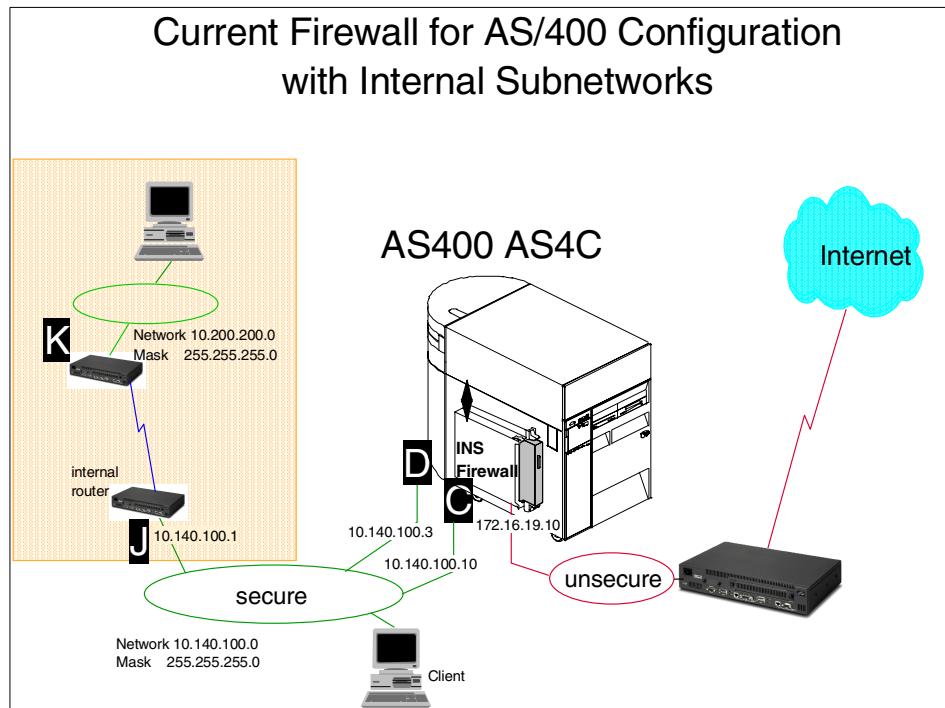 Current Firewall for AS/400 Configuration
with Internal Subnetworks
AS400 AS4C
Internet
K
Network 10.200.200.0
Mask 255.255.255.0
D
INS
Firewall
C
internal
router
172.16.19.10
J
10.140.100.1
10.140.100.3
10.140.100.10
unsecure
secure
Network 10.140.100.0
Mask 255.255.255.0
Client